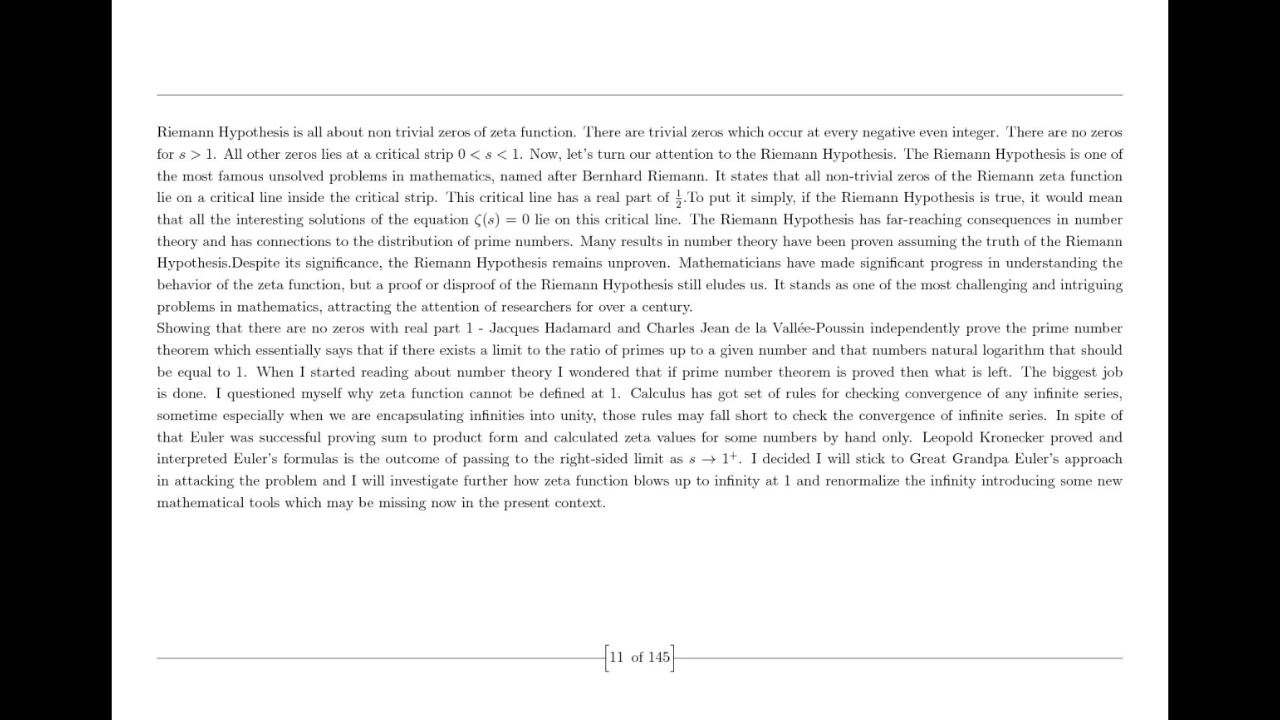 Riemann Hypothesis is all about non trivial zeros of zeta function. There are trivial zeros which occur at every negative even integer. There are no zeros
for s > 1. All other zeros lies at a critical strip 0 < s < 1. Now, let's turn our attention to the Riemann Hypothesis. The Riemann Hypothesis is one of
the most famous unsolved problems in mathematics, named after Bernhard Riemann. It states that all non-trivial zeros of the Riemann zeta function
lie on a critical line inside the critical strip. This critical line has a real part of ½.To put it simply, if the Riemann Hypothesis is true, it would mean
that all the interesting solutions of the equation ζ(s) = 0 lie on this critical line. The Riemann Hypothesis has far-reaching consequences in number
theory and has connections to the distribution of prime numbers. Many results in number theory have been proven assuming the truth of the Riemann
Hypothesis.Despite its significance, the Riemann Hypothesis remains unproven. Mathematicians have made significant progress in understanding the
behavior of the zeta function, but a proof or disproof of the Riemann Hypothesis still eludes us. It stands as one of the most challenging and intriguing
problems in mathematics, attracting the attention of researchers for over a century.
Showing that there are no zeros with real part 1 - Jacques Hadamard and Charles Jean de la Vallée-Poussin independently prove the prime number
theorem which essentially says that if there exists a limit to the ratio of primes up to a given number and that numbers natural logarithm that should
be equal to 1. When I started reading about number theory I wondered that if prime number theorem is proved then what is left. The biggest job
is done. I questioned myself why zeta function cannot be defined at 1. Calculus has got set of rules for checking convergence of any infinite series,
sometime especially when we are encapsulating infinities into unity, those rules may fall short to check the convergence of infinite series. In spite of
that Euler was successful proving sum to product form and calculated zeta values for some numbers by hand only. Leopold Kronecker proved and
interpreted Euler's formulas is the outcome of passing to the right-sided limit as s → 1⁺. I decided I will stick to Great Grandpa Euler's approach
in attacking the problem and I will investigate further how zeta function blows up to infinity at 1 and renormalize the infinity introducing some new
mathematical tools which may be missing now in the present context.
[11 of 145]